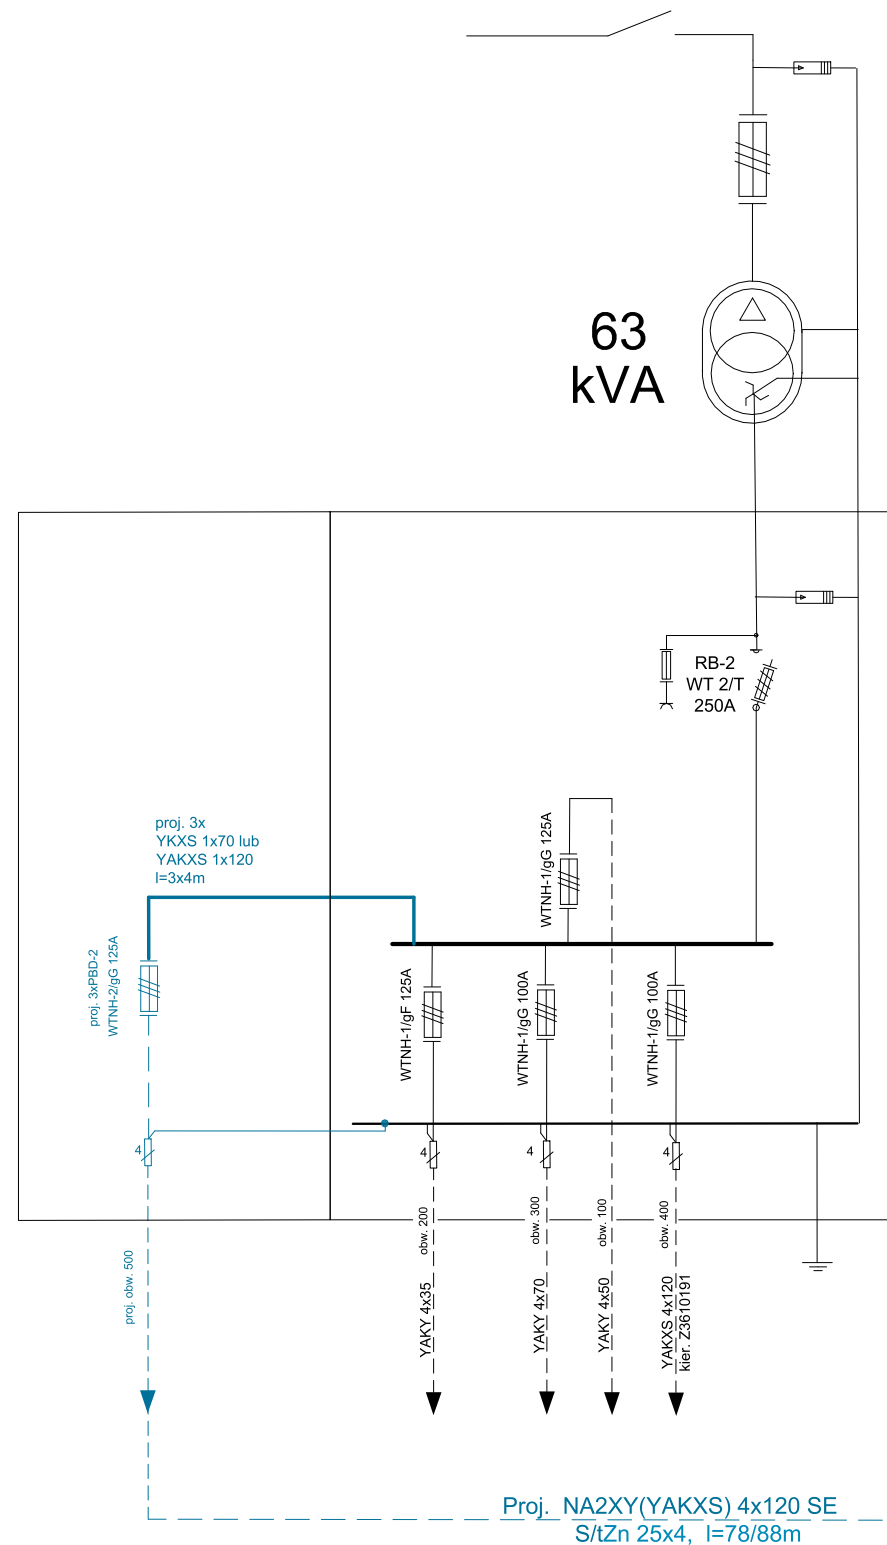 63
kVA
RB-2
WT 2/T
250A
proj. 3x
YKXS 1x70 lub
YAKXS 1x120
l=3x4m
WTNH-1/gG 125A
proj. 3xPBD-2
WTNH-2/gG 125A
WTNH-1/gF 125A
WTNH-1/gG 100A
WTNH-1/gG 100A
4
4
4
4
proj. obw. 500
obw. 200
YAKY 4x35
obw. 300
YAKY 4x70
obw. 100
YAKY 4x50
obw. 400
YAKXS 4x120
kier. Z3610191
Proj. NA2XY(YAKXS) 4x120 SE
S/tZn 25x4, l=78/88m